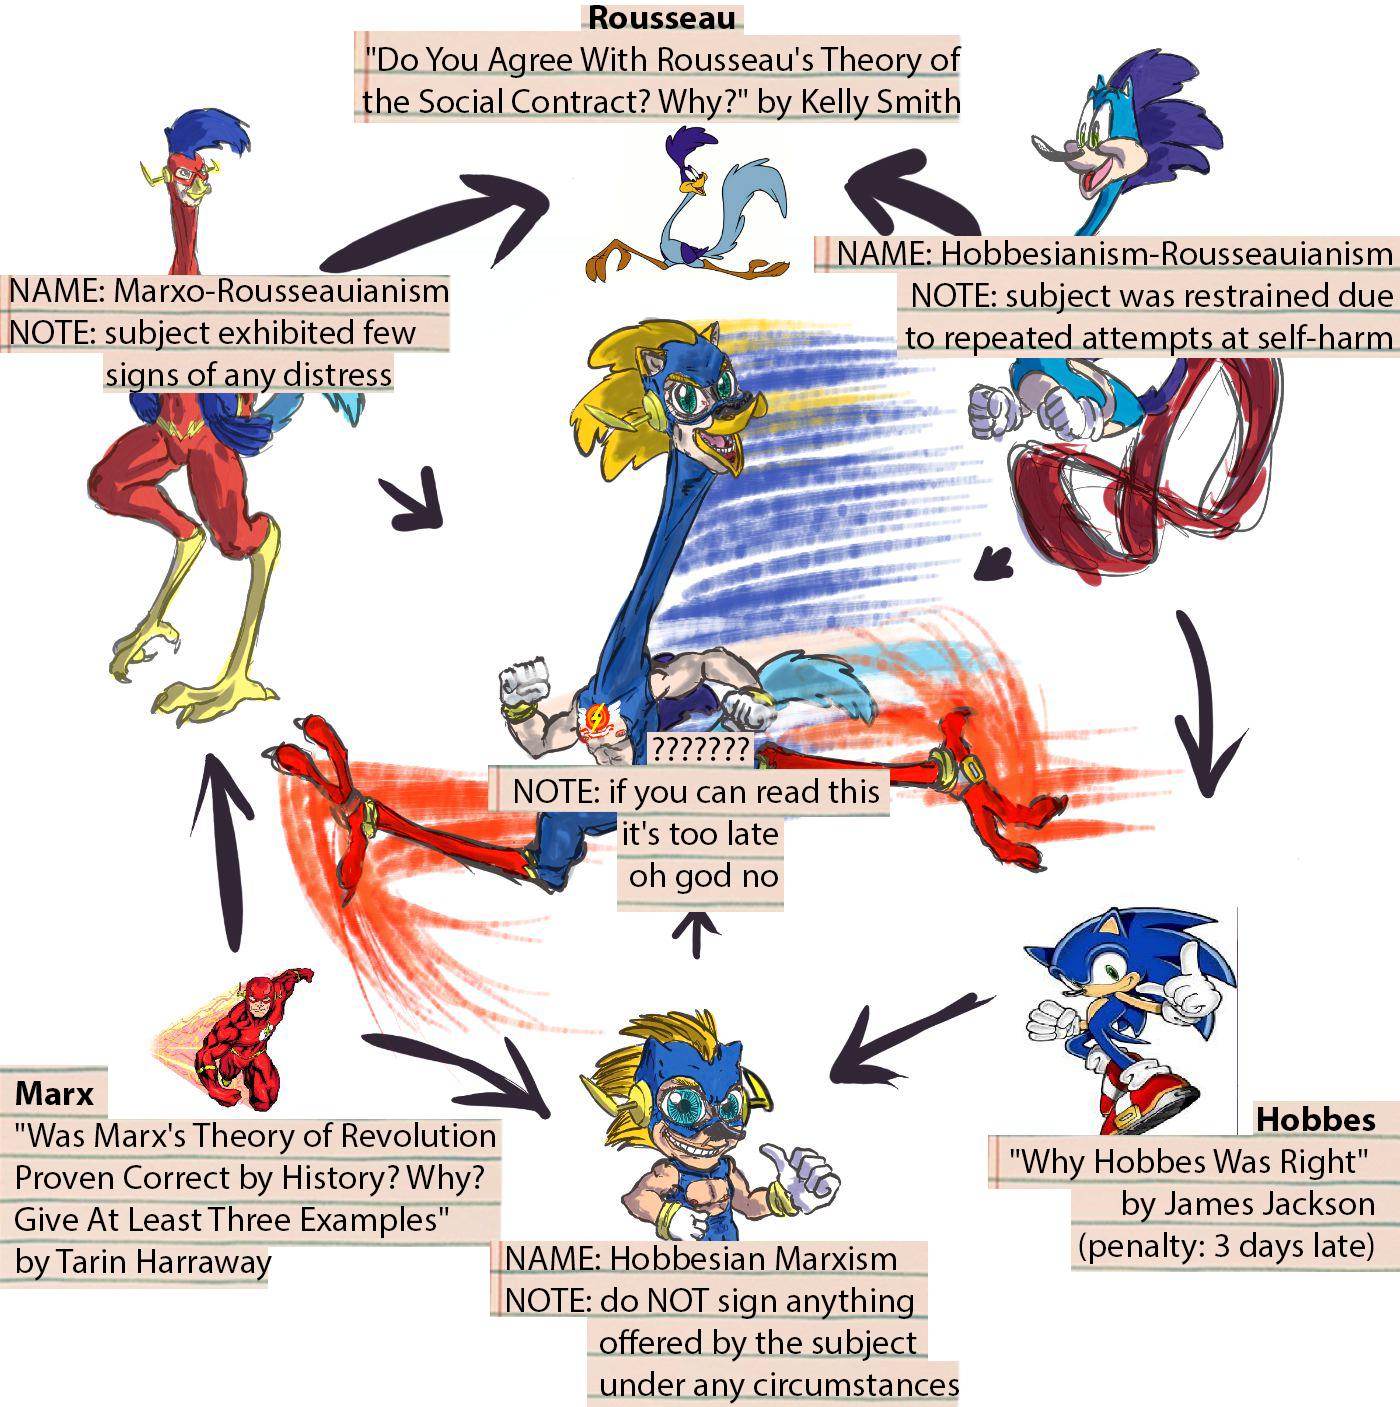 Rousseau
"Do You Agree With Rousseau's Theory of
the Social Contract? Why?" by Kelly Smith
NAME: Marxo-Rousseauianism
NOTE: subject exhibited few
signs of any distress
NAME: Hobbesianism-Rousseauianism
NOTE: subject was restrained due
to repeated attempts at self-harm
???????
NOTE: if you can read this
it's too late
oh god no
Marx
"Was Marx's Theory of Revolution
Proven Correct by History? Why?
Give At Least Three Examples"
by Tarin Harraway
Hobbes
"Why Hobbes Was Right"
by James Jackson
(penalty: 3 days late)
NAME: Hobbesian Marxism
NOTE: do NOT sign anything
offered by the subject
under any circumstances